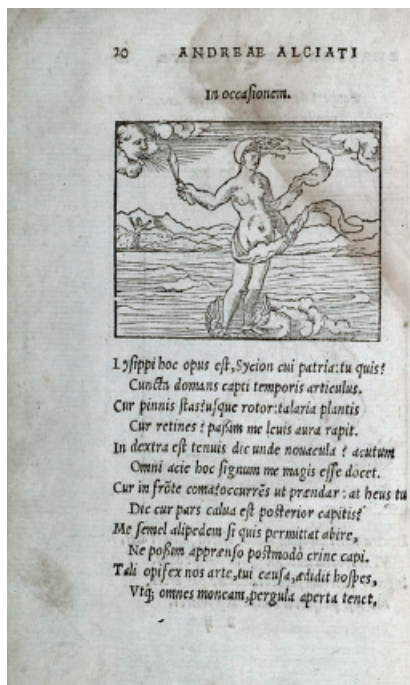 20 ANDREAE ALCIATI
In occasionem.
Lysippi hoc opus est, Sycion cui patria: tu quis?
Cuncta domans capti temporis articulus.
Cur pinnis stas? usque rotor: talaria plantis
Cur retines? paßim me leuis aura rapit.
In dextra est tenuis dic unde nouacula? acutum
Omni acie hoc signum me magis esse docet.
Cur in frōte coma? occurrēs ut prændar: at heus tu
Dic cur pars calua est posterior capitis?
Me semel alipedem si quis permittat abire,
Ne poßim apprænso postmodò crine capi.
Tali opifex nos arte, tui causa, ædidit hospes,
Vtq; omnes moneam, pergula aperta tenet,